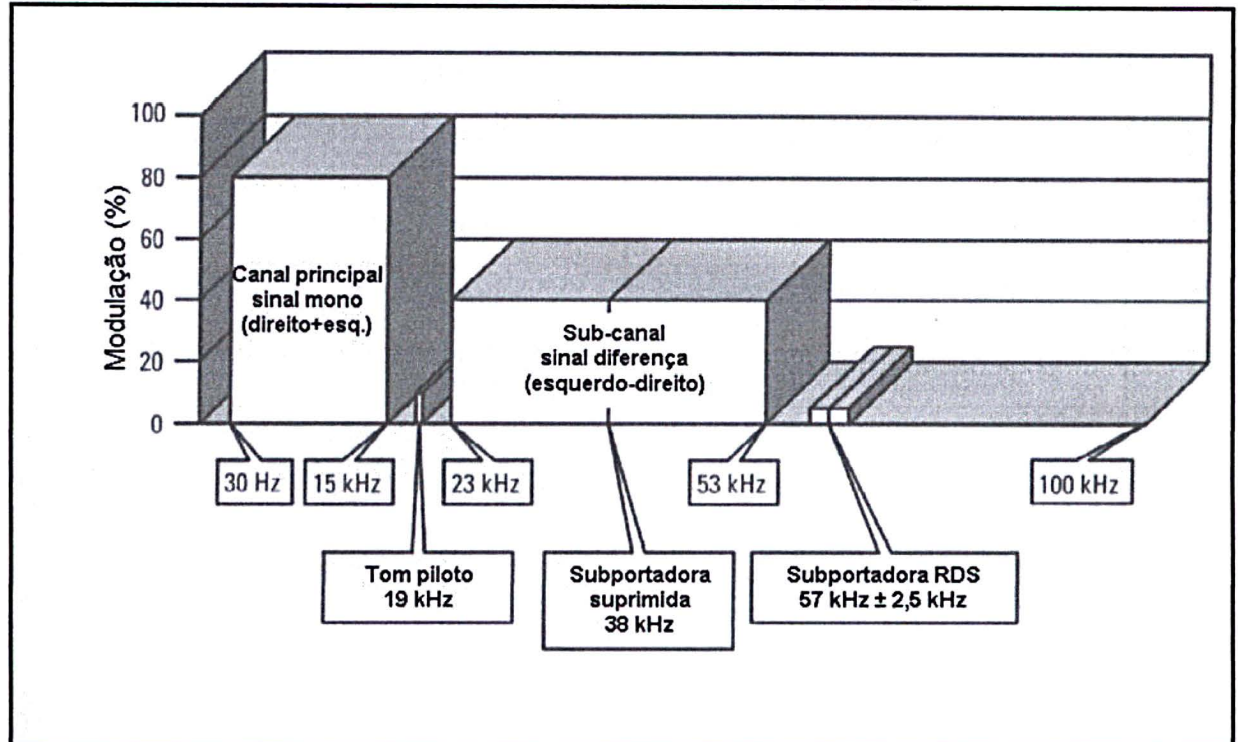 Modulação (%)
100
80
60
40
20
0
Canal principal
sinal mono
(direito+esq.)
Sub-canal
sinal diferença
(esquerdo-direito)
30 Hz
15 kHz
23 kHz
53 kHz
100 kHz
Tom piloto
19 kHz
Subportadora
suprimida
38 kHz
Subportadora RDS
57 kHz ± 2,5 kHz